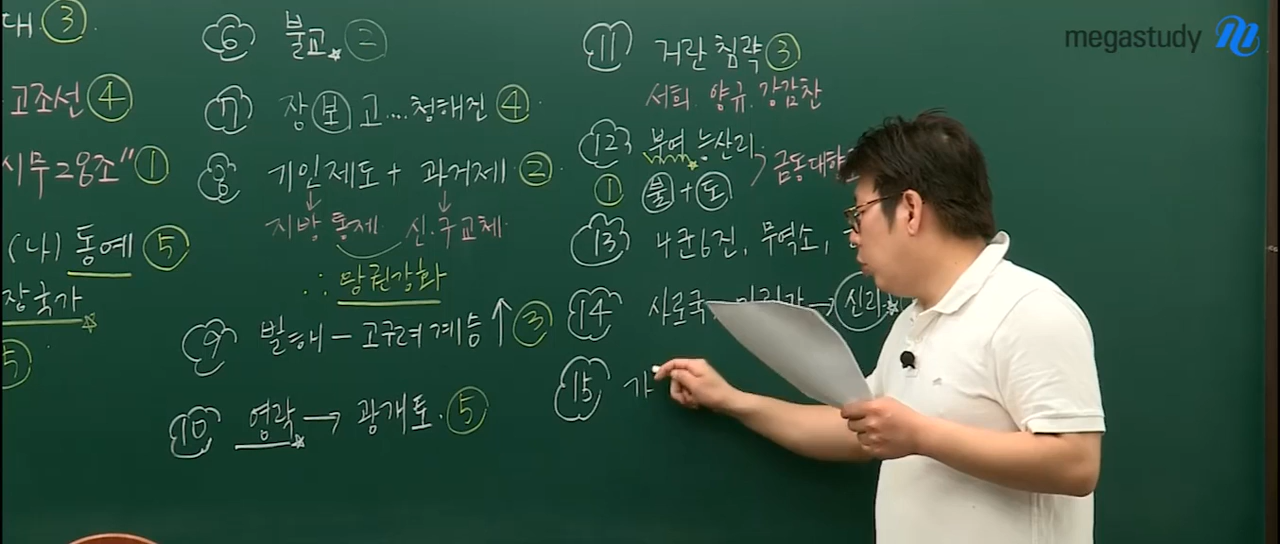 대 ③
고조선 ④
시무28조" ①
(나) 동예 ⑤
장국가
⑤
⑥ 불교 ②
⑦ 장보고...청해진 ④
⑧ 기인제도 + 과거제 ②
지방통제 신·구교체
∴ 왕권강화
⑨ 발해 - 고구려 계승 ↑ ③
⑩ 영락 → 광개토 ⑤
⑪ 거란 침략 ③
서희 양규 강감찬
⑫ 부여 능산리 > 금동대향
① 불 + 도
⑬ 4군6진, 무역소,
⑭ 사로국 → 신라
⑮ 가
megastudy